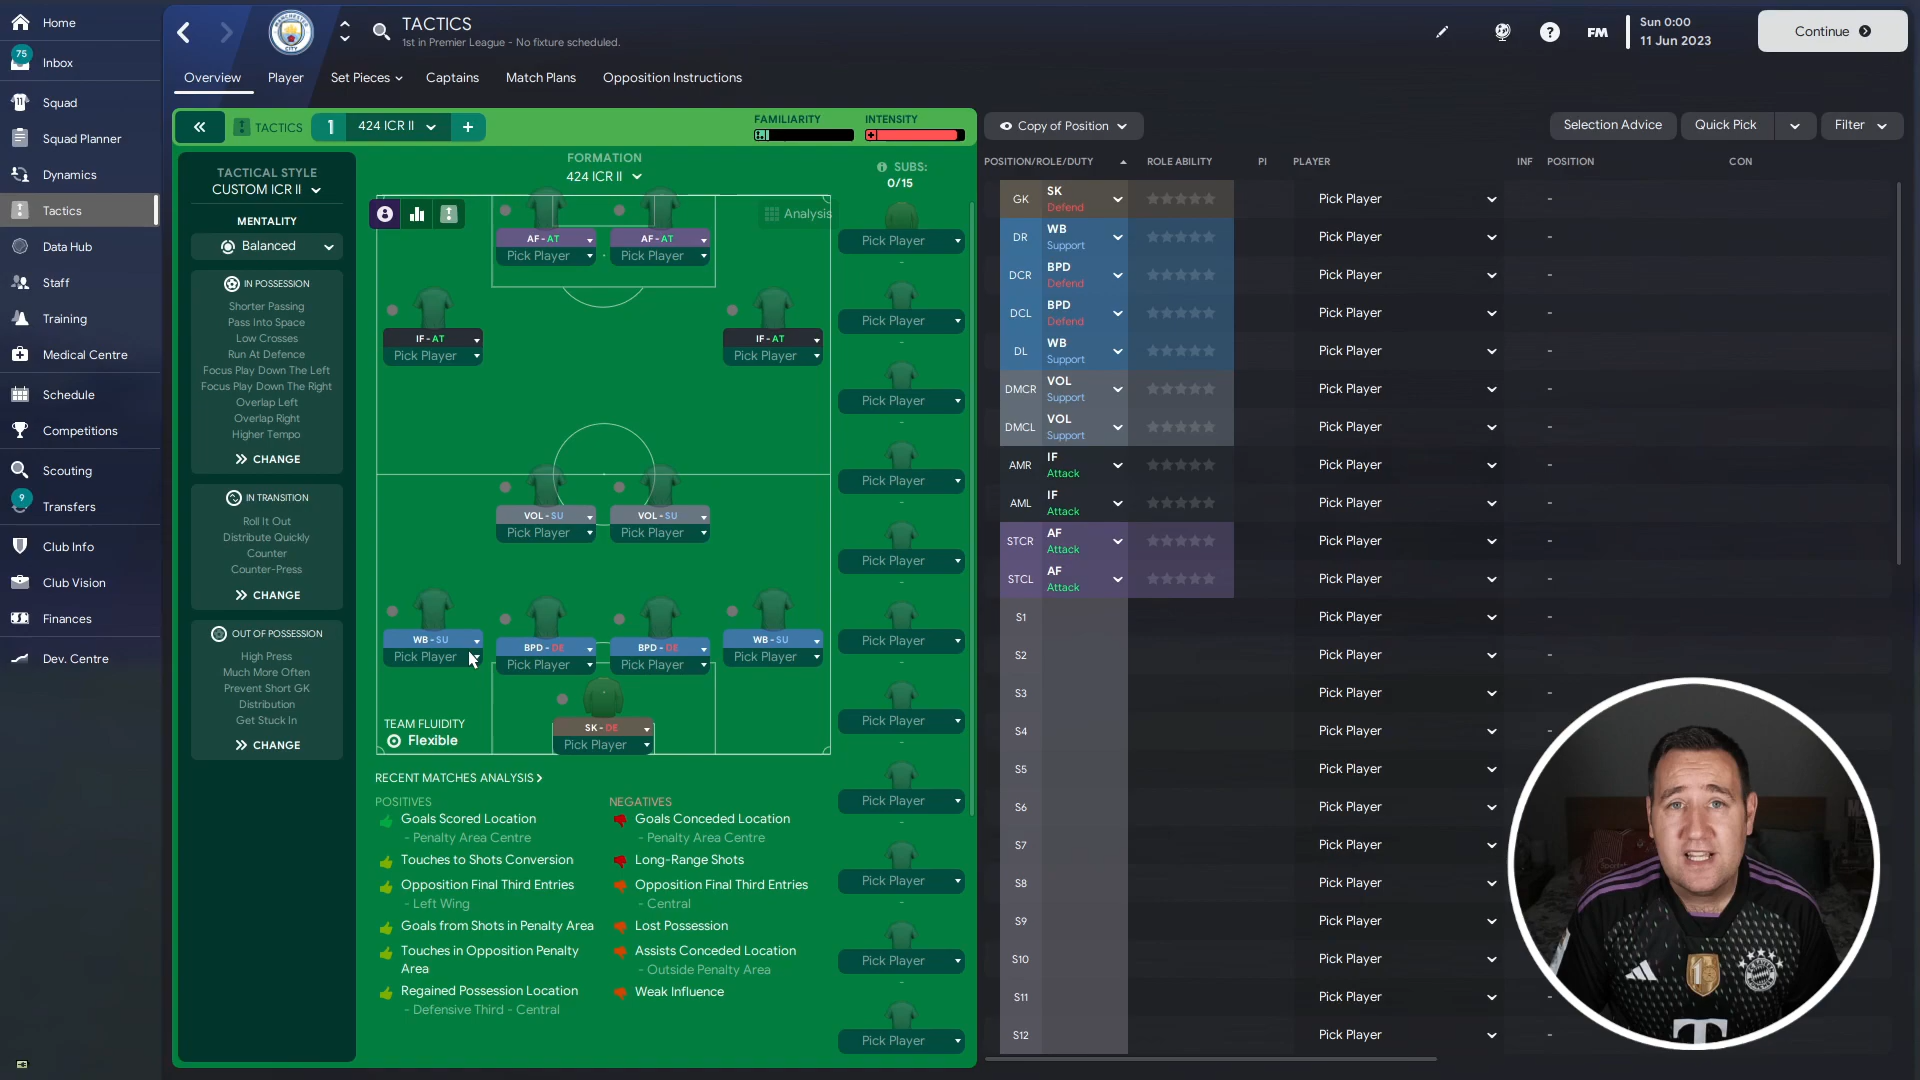 Home
75
Inbox
Squad
Squad Planner
Dynamics
Tactics
Data Hub
Staff
Training
Medical Centre
Schedule
Competitions
Scouting
9
Transfers
Club Info
Club Vision
Finances
Dev. Centre
TACTICS
1st in Premier League - No fixture scheduled.
FM
Sun 0:00
11 Jun 2023
Continue
Overview
Player
Set Pieces
Captains
Match Plans
Opposition Instructions
TACTICS
1
424 ICR II
FAMILIARITY
INTENSITY
TACTICAL STYLE
CUSTOM ICR II
MENTALITY
Balanced
IN POSSESSION
Shorter Passing
Pass Into Space
Low Crosses
Run At Defence
Focus Play Down The Left
Focus Play Down The Right
Overlap Left
Overlap Right
Higher Tempo
CHANGE
IN TRANSITION
Roll It Out
Distribute Quickly
Counter
Counter-Press
CHANGE
OUT OF POSSESSION
High Press
Much More Often
Prevent Short GK
Distribution
Get Stuck In
CHANGE
FORMATION
424 ICR II
SUBS:
0/15
Analysis
AF - AT
Pick Player
AF - AT
Pick Player
IF - AT
Pick Player
IF - AT
Pick Player
VOL - SU
Pick Player
VOL - SU
Pick Player
WB - SU
Pick Player
BPD - DE
Pick Player
BPD - DE
Pick Player
WB - SU
Pick Player
SK - DE
Pick Player
TEAM FLUIDITY
Flexible
Pick Player
-
Pick Player
-
Pick Player
-
Pick Player
-
Pick Player
-
Pick Player
-
Pick Player
-
Pick Player
-
Pick Player
-
Pick Player
-
Pick Player
RECENT MATCHES ANALYSIS
POSITIVES
Goals Scored Location
- Penalty Area Centre
Touches to Shots Conversion
Opposition Final Third Entries
- Left Wing
Goals from Shots in Penalty Area
Touches in Opposition Penalty
Area
Regained Possession Location
- Defensive Third - Central
NEGATIVES
Goals Conceded Location
- Penalty Area Centre
Long-Range Shots
Opposition Final Third Entries
- Central
Lost Possession
Assists Conceded Location
- Outside Penalty Area
Weak Influence
Copy of Position
Selection Advice
Quick Pick
Filter
POSITION/ROLE/DUTY
ROLE ABILITY
PI
PLAYER
INF
POSITION
CON
GK
SK
Defend
Pick Player
-
DR
WB
Support
Pick Player
-
DCR
BPD
Defend
Pick Player
-
DCL
BPD
Defend
Pick Player
-
DL
WB
Support
Pick Player
-
DMCR
VOL
Support
Pick Player
-
DMCL
VOL
Support
Pick Player
-
AMR
IF
Attack
Pick Player
-
AML
IF
Attack
Pick Player
-
STCR
AF
Attack
Pick Player
-
STCL
AF
Attack
Pick Player
-
S1
Pick Player
-
S2
Pick Player
-
S3
Pick Player
-
S4
Pick Player
S5
Pick Player
S6
Pick Player
S7
Pick Player
S8
Pick Player
S9
Pick Player
S10
Pick Player
-
S11
Pick Player
-
S12
Pick Player
-